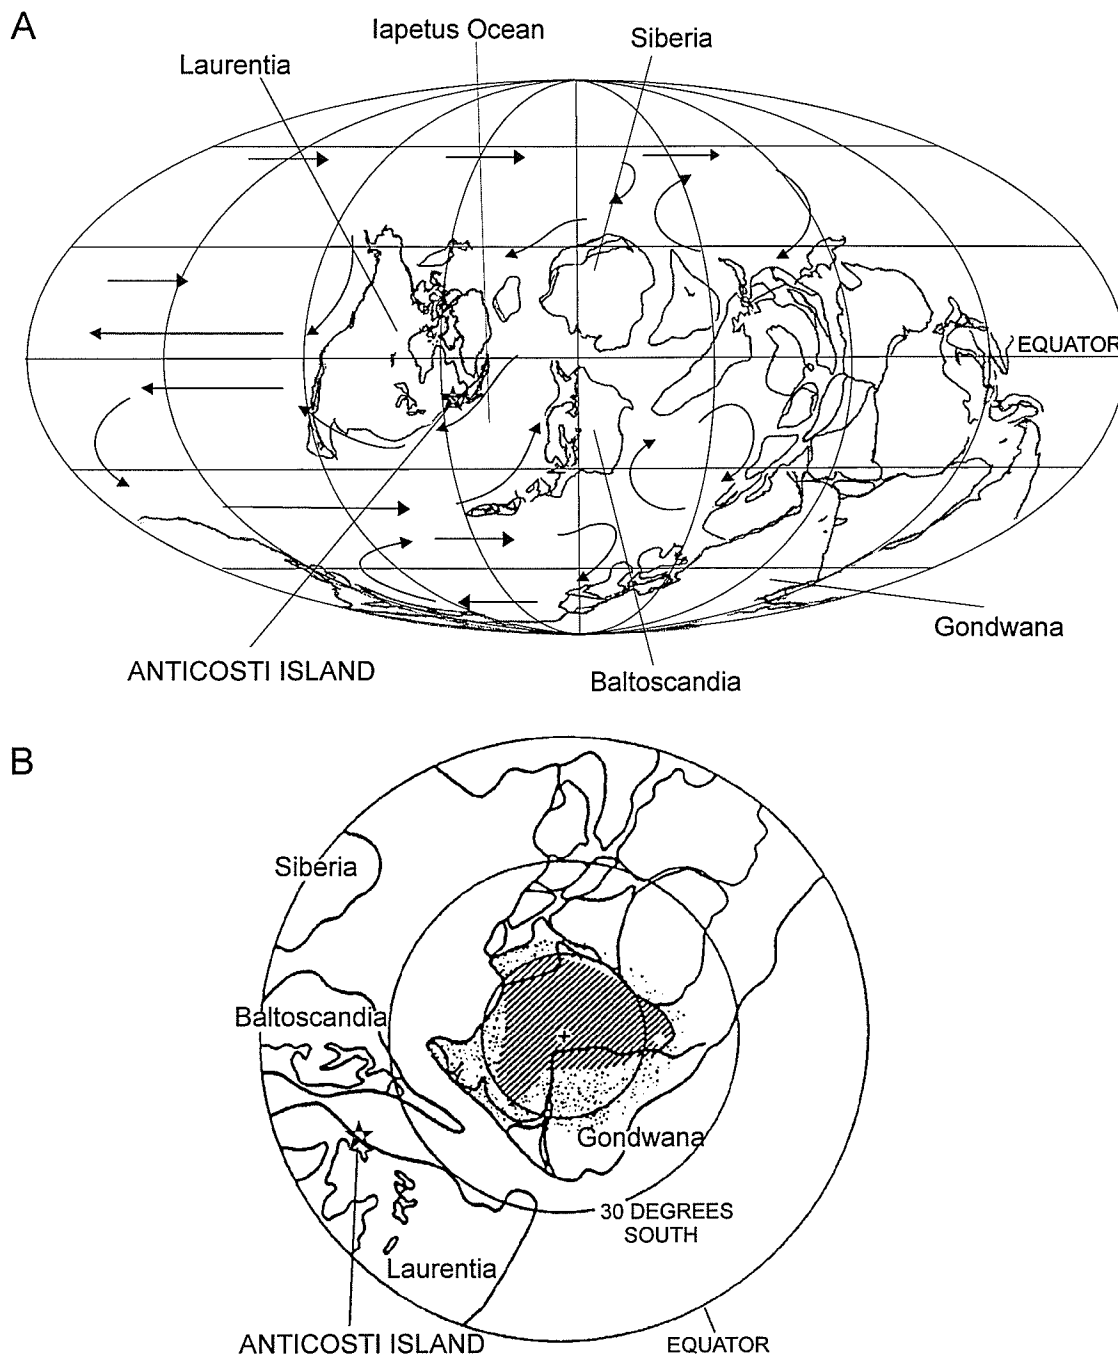 A
Iapetus Ocean
Siberia
Laurentia
EQUATOR
Gondwana
ANTICOSTI ISLAND
Baltoscandia
B
Siberia
Baltoscandia
Gondwana
30 DEGREES
SOUTH
Laurentia
ANTICOSTI ISLAND
EQUATOR